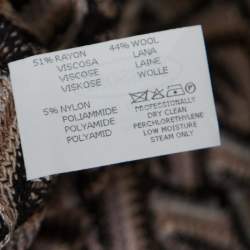 51% RAYON
VISCOSA
VISCOSE
VISKOSE
44% WOOL
LANA
LAINE
WOLLE
5% NYLON
POLIAMMIDE
POLYAMIDE
POLYAMID
PROFESSIONALLY
DRY CLEAN
PERCHLORETHYLENE
LOW MOISTURE
STEAM ONLY